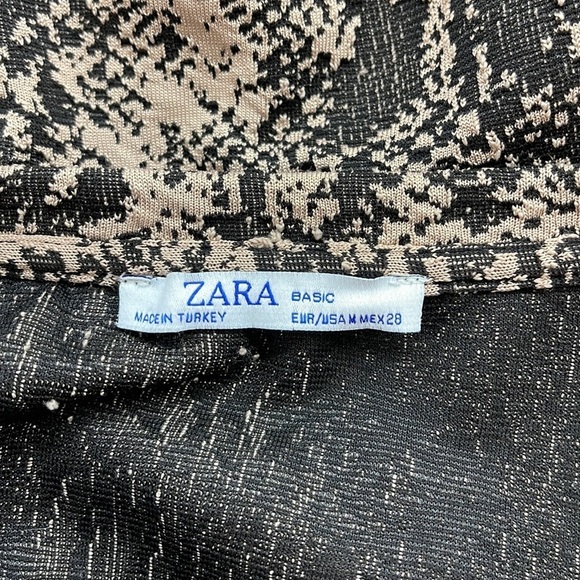 ZARA BASIC
MADE IN TURKEY EUR/USA M MEX 28